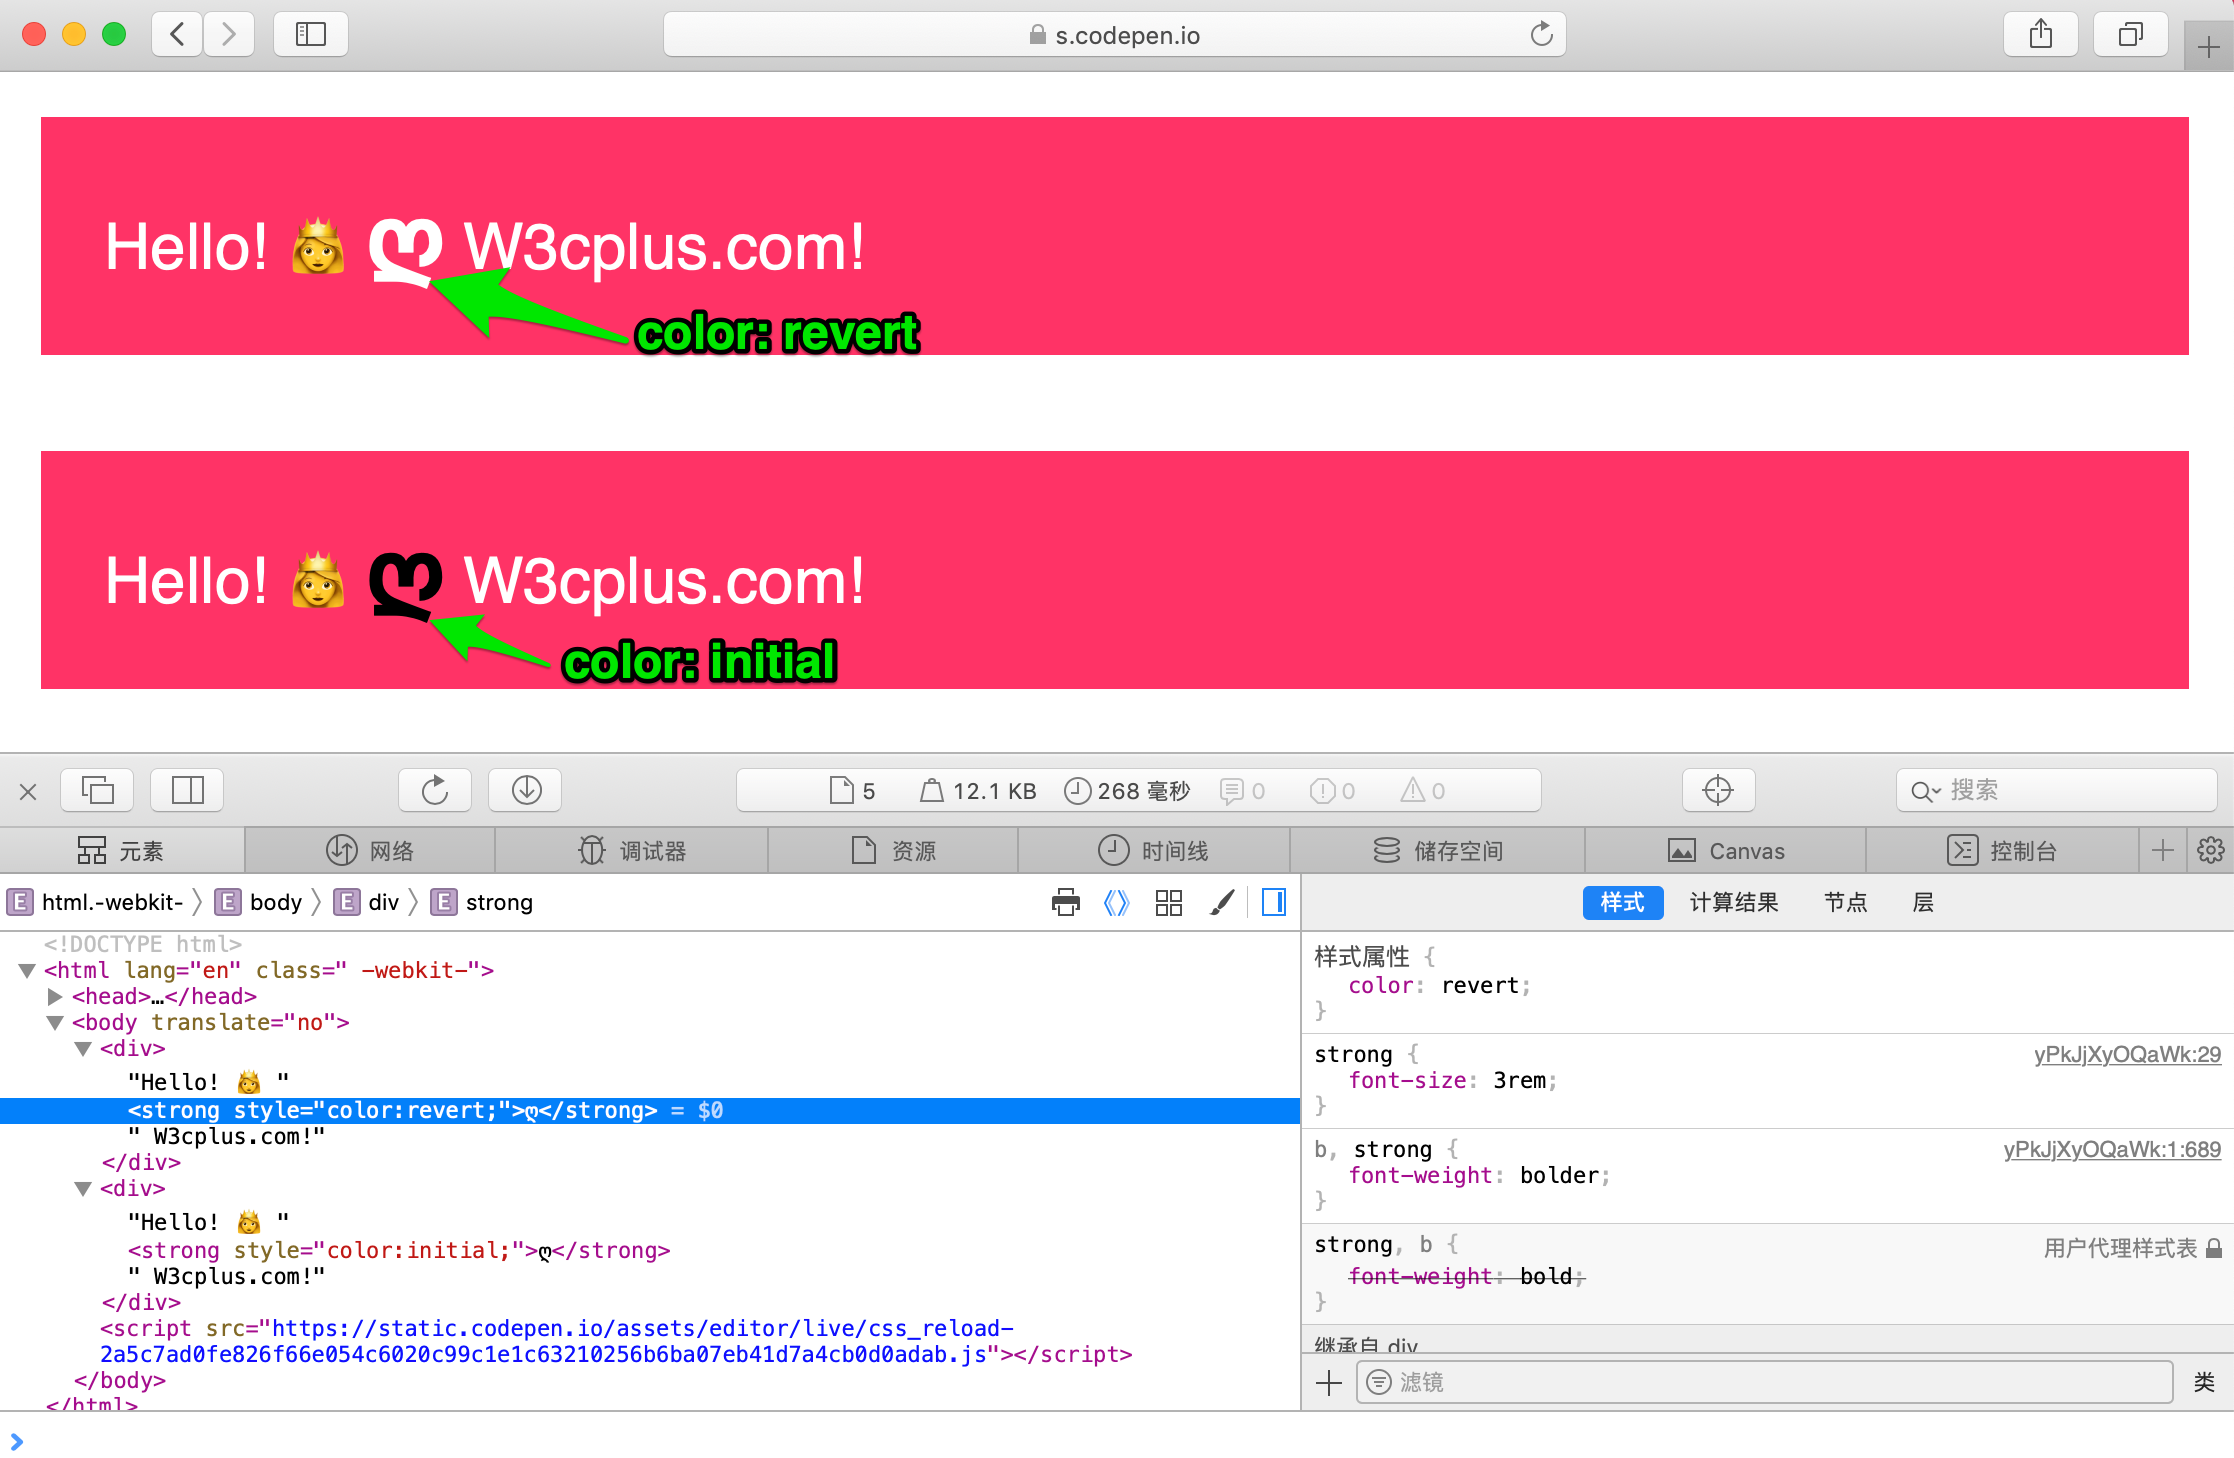 s.codepen.io
Hello! 👸 ღ W3cplus.com!
color: revert
Hello! 👸 ღ W3cplus.com!
color: initial
5 12.1 KB 268 毫秒 0 0 0 搜索
元素 网络 调试器 资源 时间线 储存空间 Canvas 控制台
E html.-webkit- E body E div E strong
样式 计算结果 节点 层
<!DOCTYPE html>
<html lang="en" class=" -webkit-">
<head>…</head>
<body translate="no">
<div>
"Hello! 👸 "
<strong style="color:revert;">ღ</strong> = $0
" W3cplus.com!"
</div>
<div>
"Hello! 👸 "
<strong style="color:initial;">ღ</strong>
" W3cplus.com!"
</div>
<script src="https://static.codepen.io/assets/editor/live/css_reload-
2a5c7ad0fe826f66e054c6020c99c1e1c63210256b6ba07eb41d7a4cb0d0adab.js"></script>
</body>
</html>
样式属性 {
color: revert;
}
strong { yPkJjXyOQaWk:29
font-size: 3rem;
}
b, strong { yPkJjXyOQaWk:1:689
font-weight: bolder;
}
strong, b { 用户代理样式表
font-weight: bold;
}
继承自 div
滤镜 类